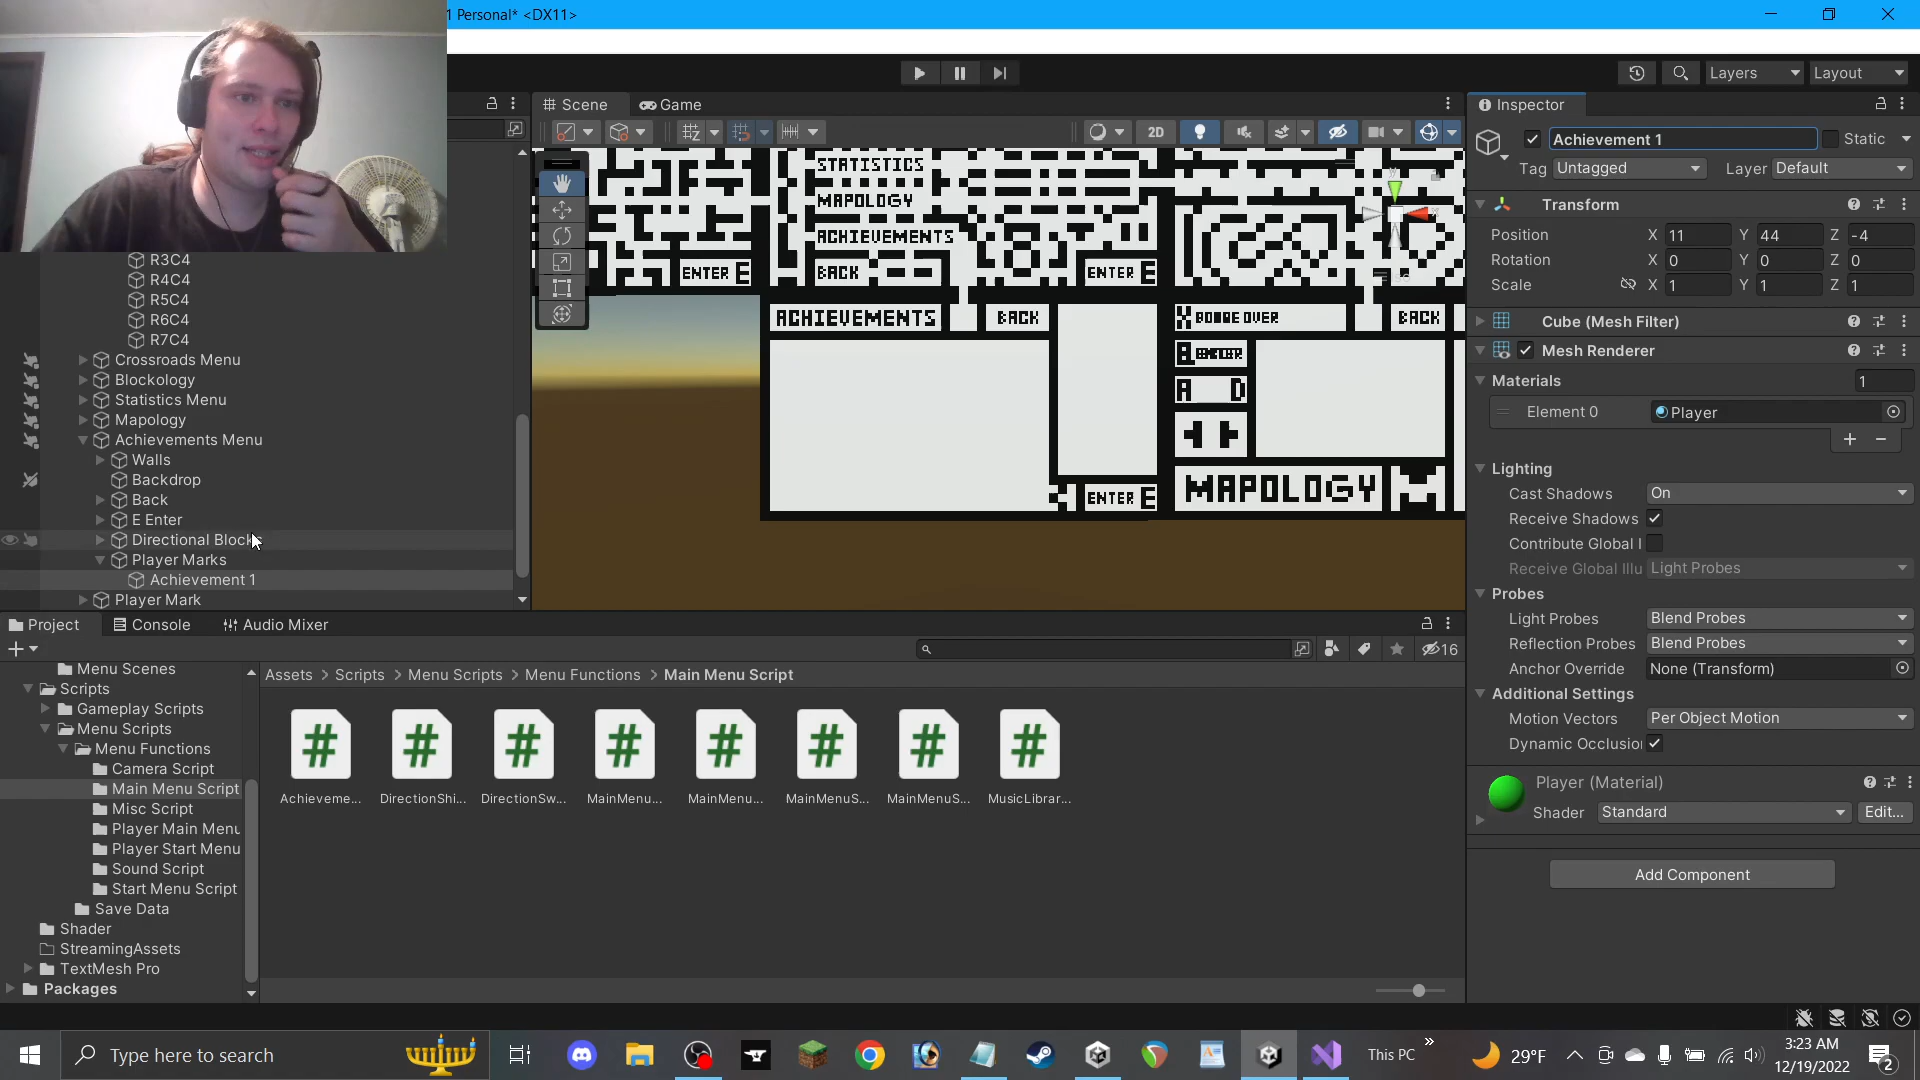 1 Personal* <DX11>
Layers
Layout
Scene
Game
2D
Inspector
Achievement 1
Static
Tag Untagged
Layer Default
Transform
Position X 11 Y 44 Z -4
Rotation X 0 Y 0 Z 0
Scale X 1 Y 1 Z 1
Cube (Mesh Filter)
Mesh Renderer
Materials 1
Element 0 Player
Lighting
Cast Shadows On
Receive Shadows
Contribute Global I
Receive Global Illu Light Probes
Probes
Light Probes Blend Probes
Reflection Probes Blend Probes
Anchor Override None (Transform)
Additional Settings
Motion Vectors Per Object Motion
Dynamic Occlusion
Player (Material)
Shader Standard Edit...
Add Component
STATISTICS
MAPOLOGY
ACHIEVEMENTS
BACK
ENTER E
ENTER E
ACHIEVEMENTS BACK
ENTER E
BACK
A D
MAPOLOGY
R3C4
R4C4
R5C4
R6C4
R7C4
Crossroads Menu
Blockology
Statistics Menu
Mapology
Achievements Menu
Walls
Backdrop
Back
E Enter
Directional Blocks
Player Marks
Achievement 1
Player Mark
Project
Console
Audio Mixer
16
Menu Scenes
Scripts
Gameplay Scripts
Menu Scripts
Menu Functions
Camera Script
Main Menu Script
Misc Script
Player Main Menu
Player Start Menu
Sound Script
Start Menu Script
Save Data
Shader
StreamingAssets
TextMesh Pro
Packages
Assets > Scripts > Menu Scripts > Menu Functions > Main Menu Script
# # # # # # # #
Achieveme... DirectionShi... DirectionSw... MainMenu... MainMenu... MainMenuS... MainMenuS... MusicLibrar...
Type here to search
This PC
29°F
3:23 AM
12/19/2022
2